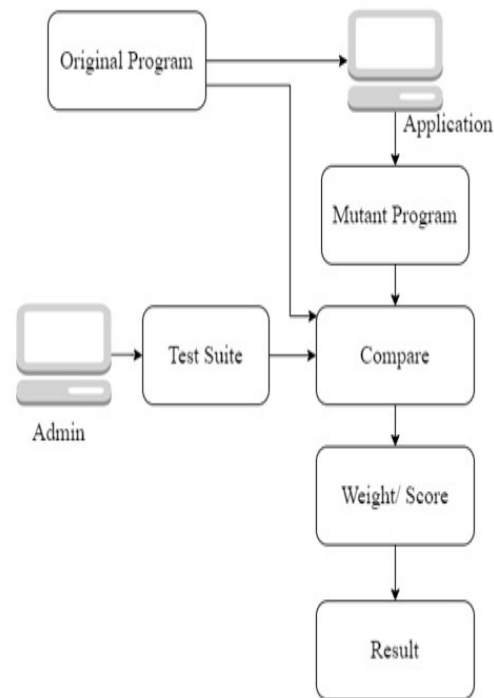 Original Program
Application
Mutant Program
Test Suite
Compare
Admin
Weight/ Score
Result